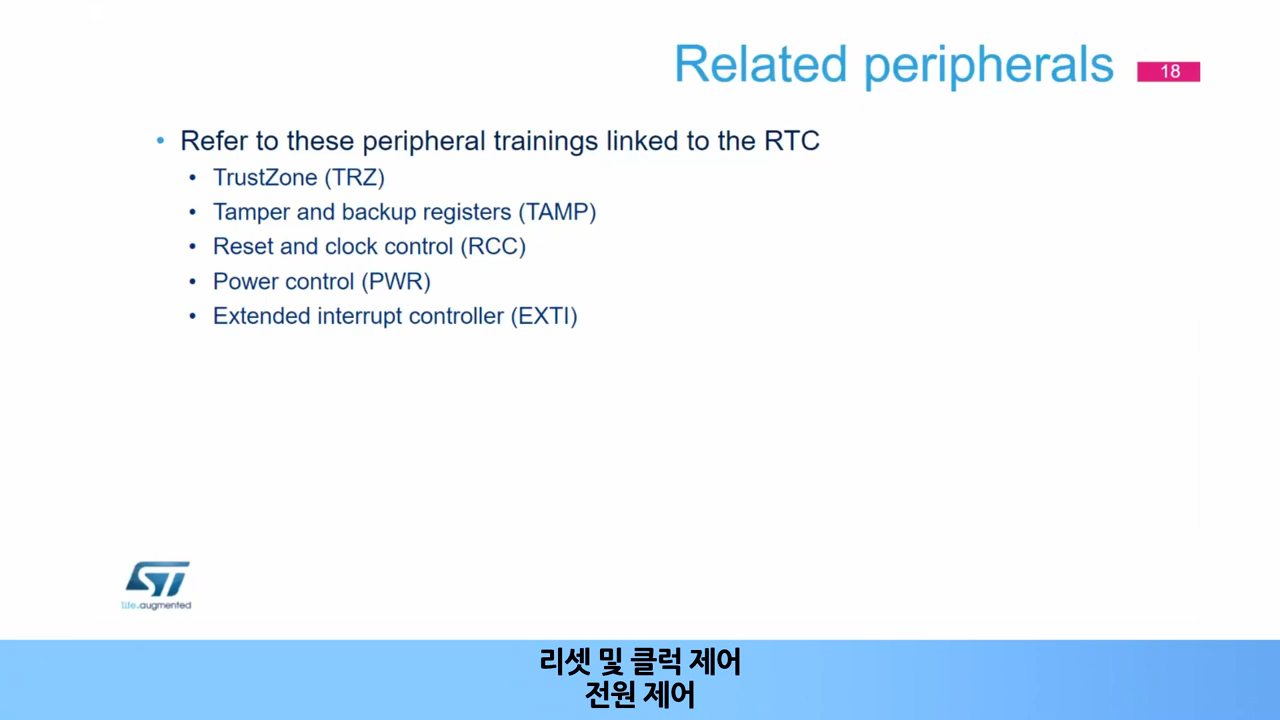 Related peripherals
18
• Refer to these peripheral trainings linked to the RTC
• TrustZone (TRZ)
• Tamper and backup registers (TAMP)
• Reset and clock control (RCC)
• Power control (PWR)
• Extended interrupt controller (EXTI)
ST
life.augmented
리셋 및 클럭 제어
전원 제어